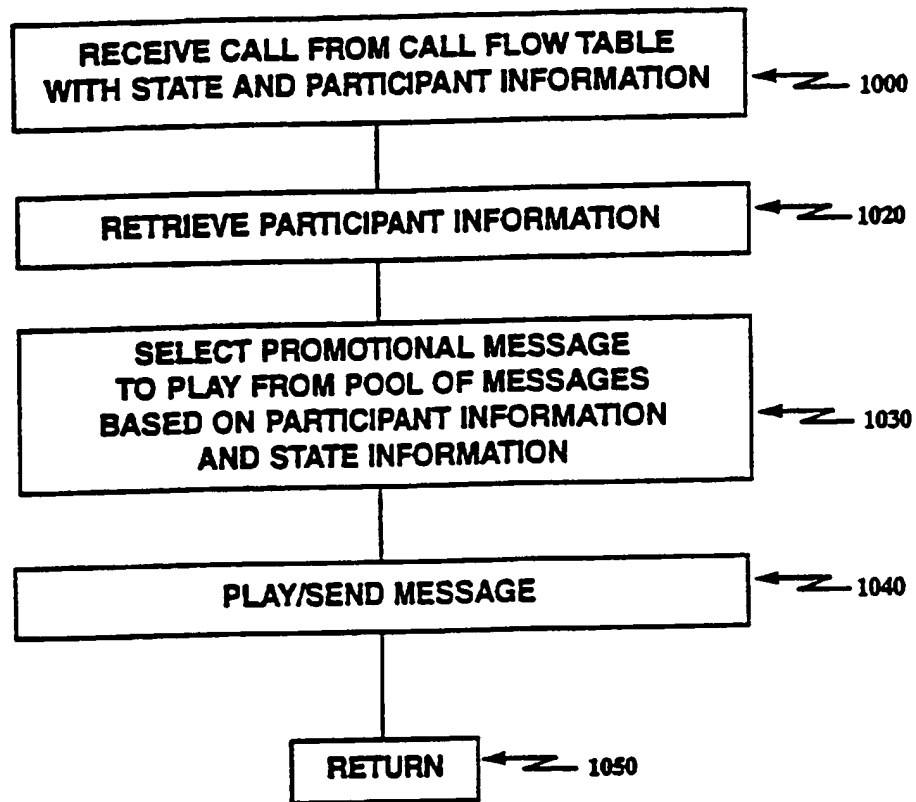 RECEIVE CALL FROM CALL FLOW TABLE
WITH STATE AND PARTICIPANT INFORMATION
1000
RETRIEVE PARTICIPANT INFORMATION
1020
SELECT PROMOTIONAL MESSAGE
TO PLAY FROM POOL OF MESSAGES
BASED ON PARTICIPANT INFORMATION
AND STATE INFORMATION
1030
PLAY/SEND MESSAGE
1040
RETURN
1050